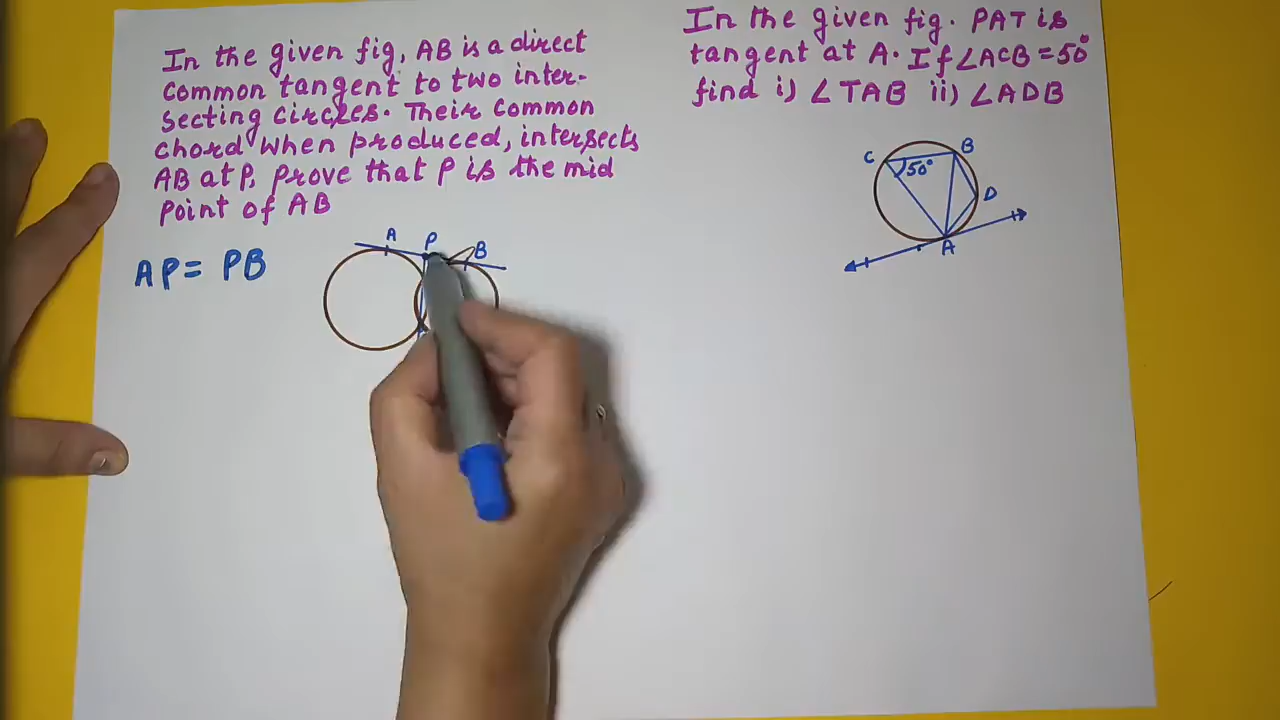 In the given fig, AB is a direct
common tangent to two inter-
secting circles. Their common
chord when produced, intersects
AB at P, prove that P is the mid
point of AB
AP = PB
A P B
In the given fig. PAT is
tangent at A. If ∠ACB = 50°
find i) ∠TAB ii) ∠ADB
C B
50°
D
A